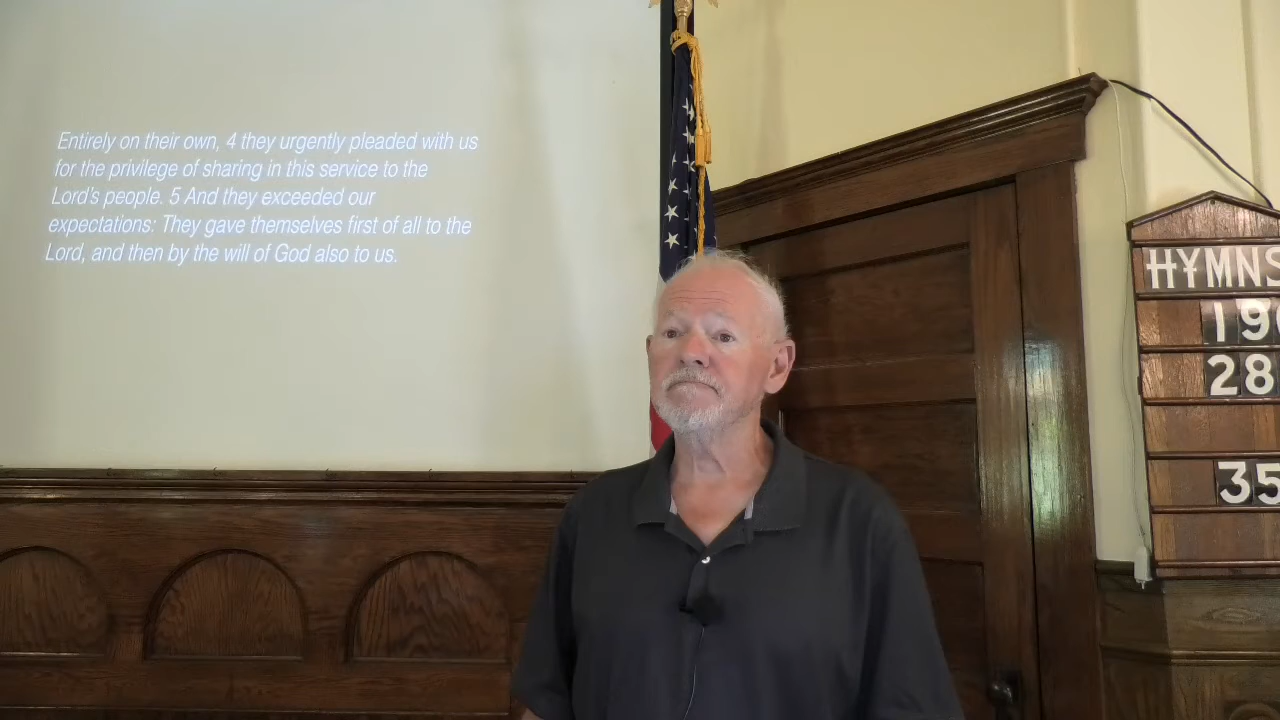 Entirely on their own, 4 they urgently pleaded with us
for the privilege of sharing in this service to the
Lord's people. 5 And they exceeded our
expectations: They gave themselves first of all to the
Lord, and then by the will of God also to us.
HYMNS
19
28
35